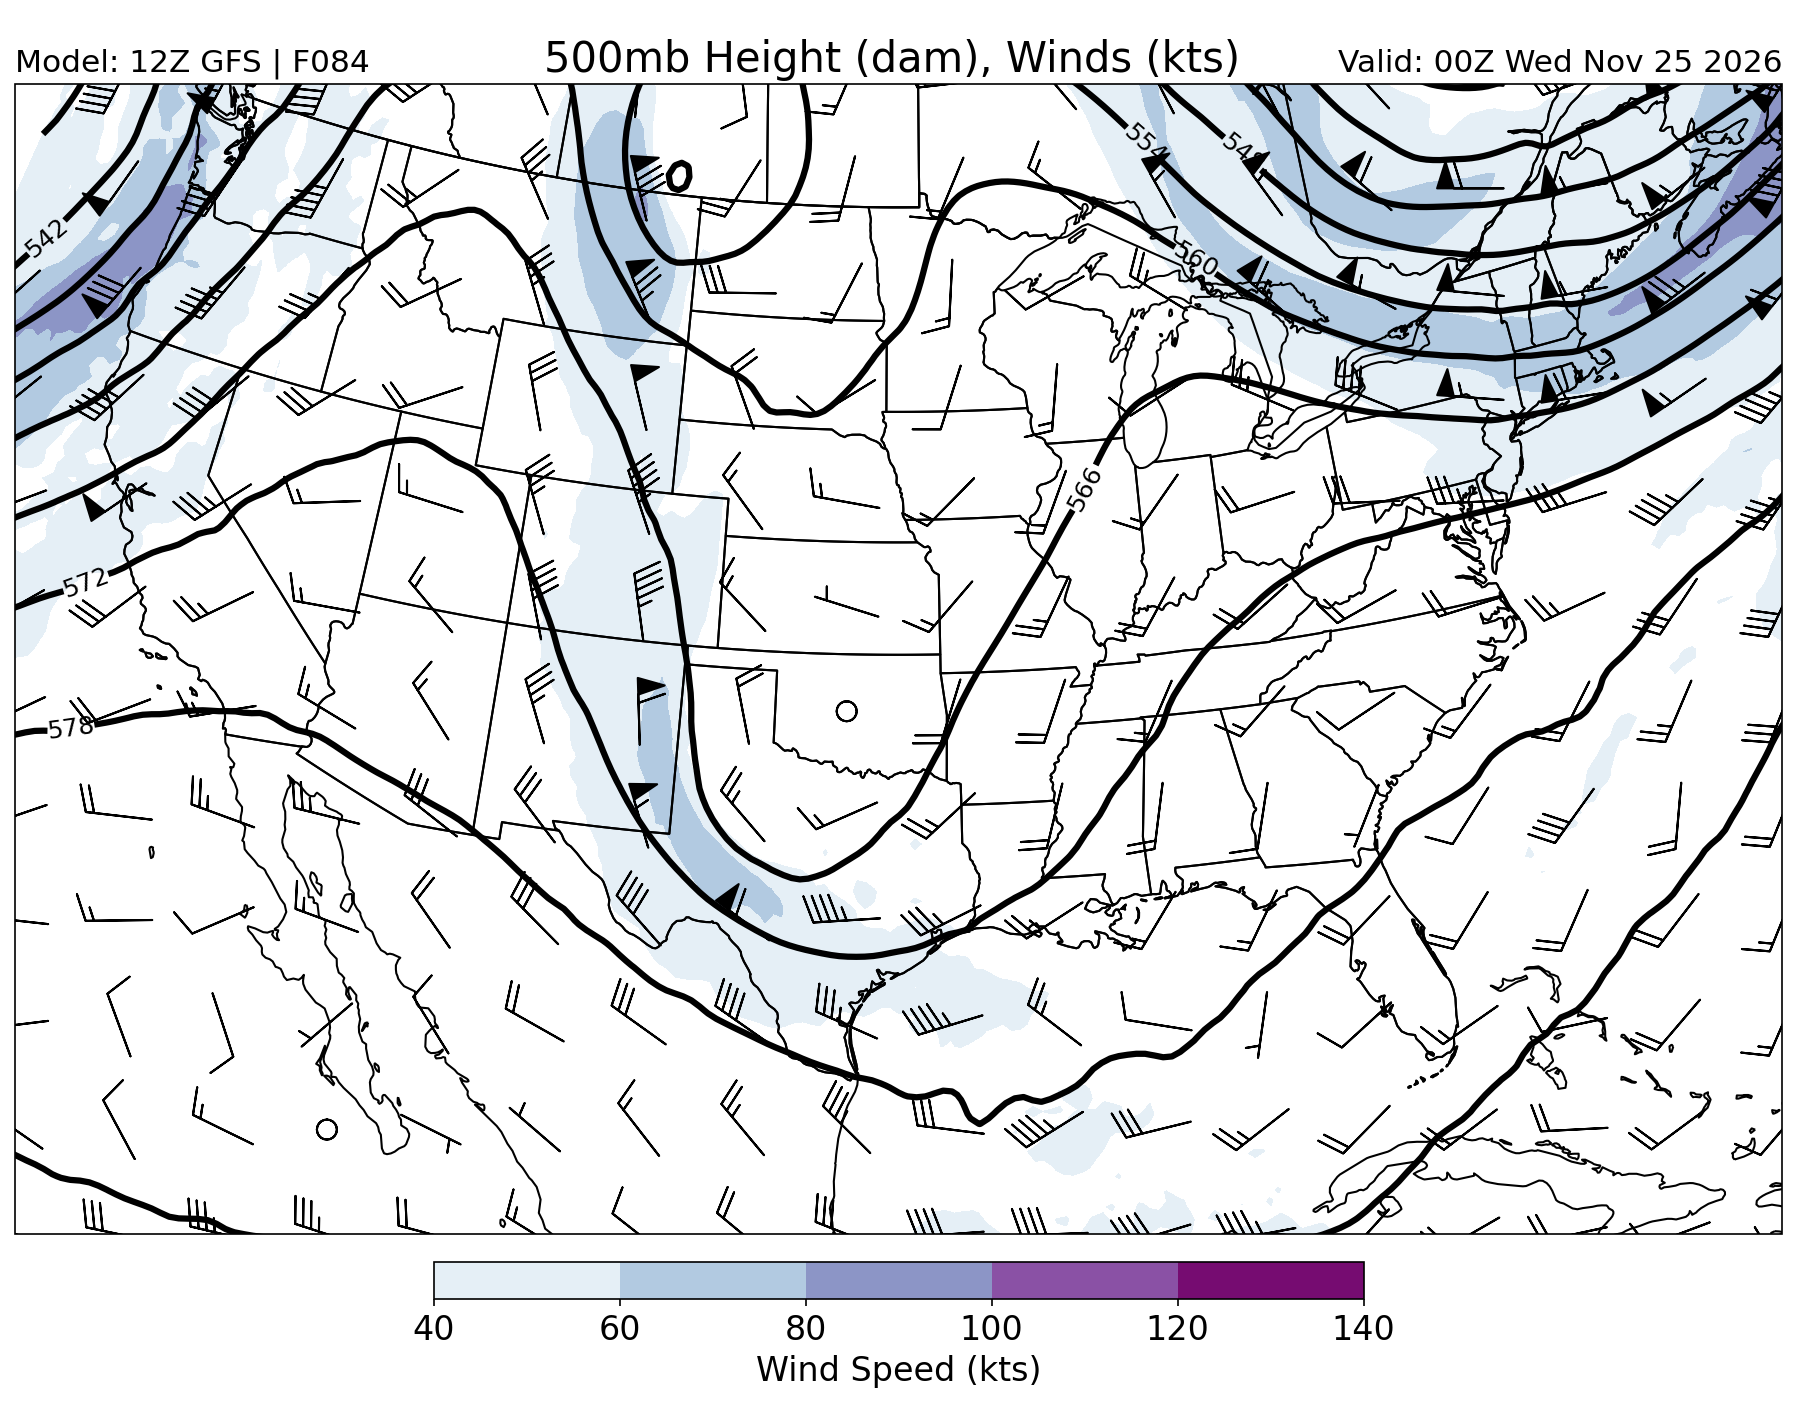 Model: 12Z GFS | F084
500mb Height (dam), Winds (kts)
Valid: 00Z Wed Nov 25 2026
554
542
560
566
572
578
40 60 80 100 120 140
Wind Speed (kts)